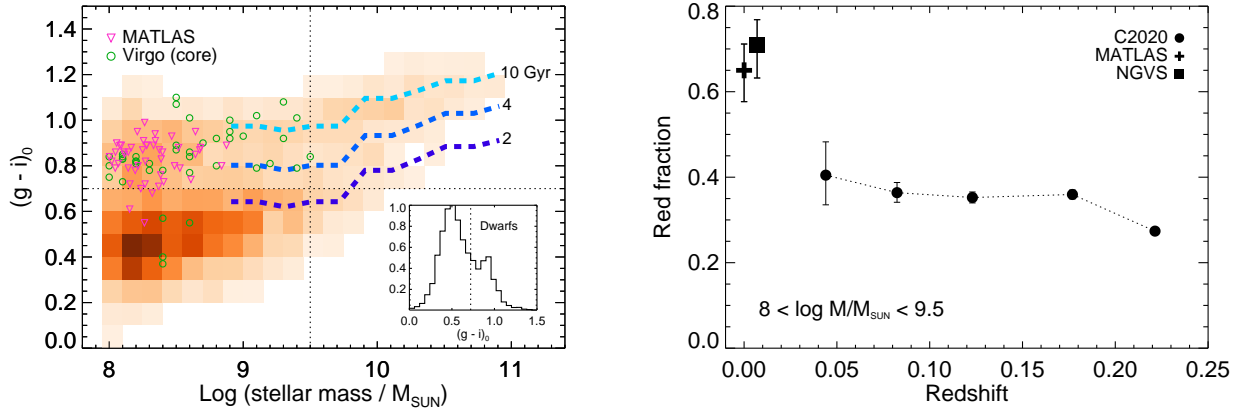 1.4
1.2
1.0
0.8
0.6
0.4
0.2
0.0
(g - i)₀
MATLAS
Virgo (core)
10 Gyr
4
2
1.0
0.8
0.6
0.4
0.2
Dwarfs
0.0 0.5 1.0 1.5
(g - i)₀
8 9 10 11
Log (stellar mass / M_SUN)
0.8
0.6
0.4
0.2
0.0
Red fraction
C2020
MATLAS
NGVS
8 < log M/M_SUN < 9.5
0.00 0.05 0.10 0.15 0.20 0.25
Redshift